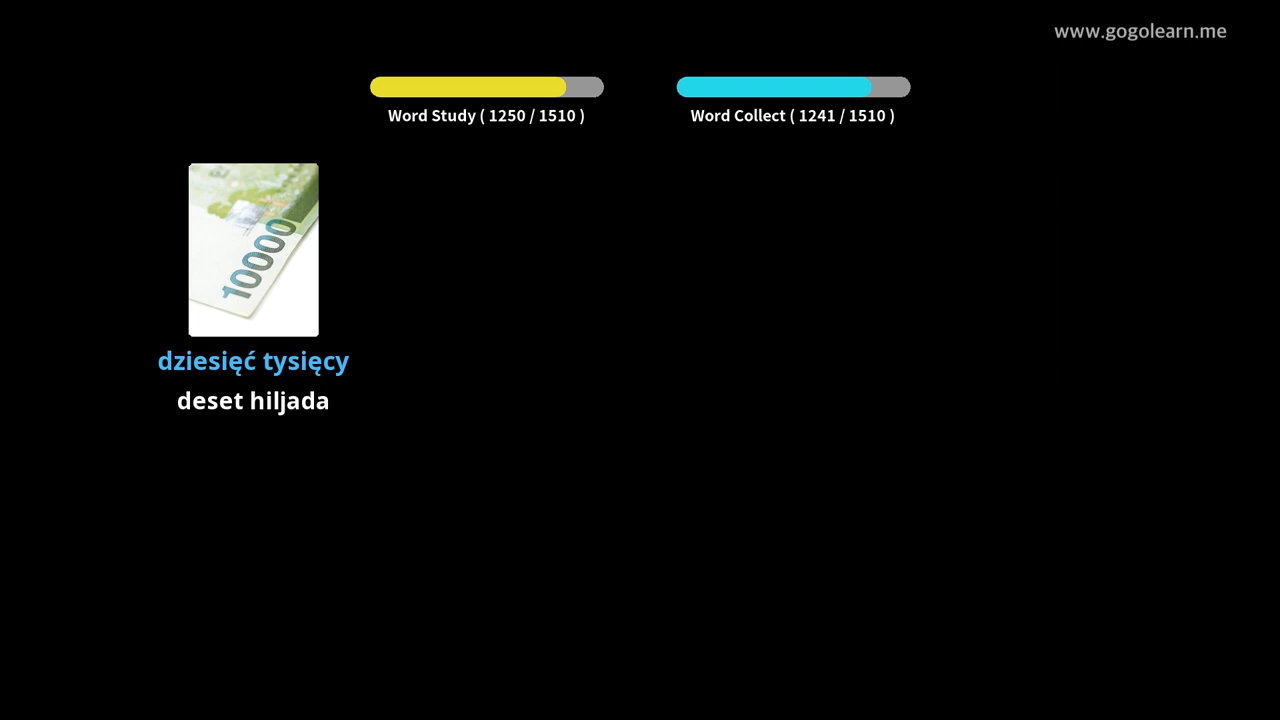 www.gogolearn.me
Word Study ( 1250 / 1510 )
Word Collect ( 1241 / 1510 )
10000
dziesięć tysięcy
deset hiljada